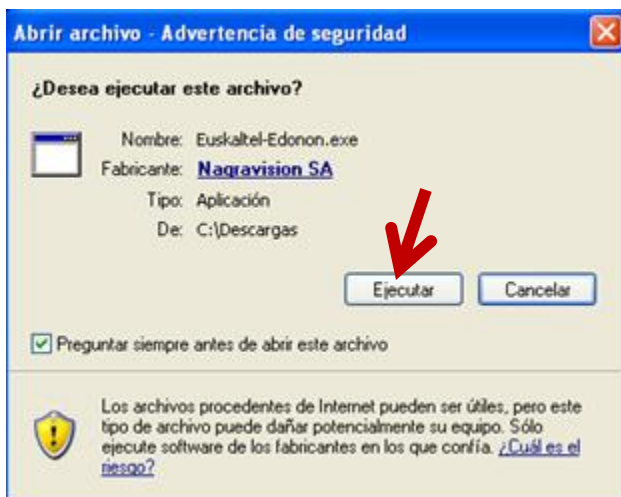 Abrir archivo - Advertencia de seguridad
¿Desea ejecutar este archivo?
Nombre: Euskaltel-Edonon.exe
Fabricante: Nagravision SA
Tipo: Aplicación
De: C:\Descargas
Ejecutar Cancelar
Preguntar siempre antes de abrir este archivo
Los archivos procedentes de Internet pueden ser útiles, pero este
tipo de archivo puede dañar potencialmente su equipo. Sólo
ejecute software de los fabricantes en los que confía. ¿Cuál es el
riesgo?